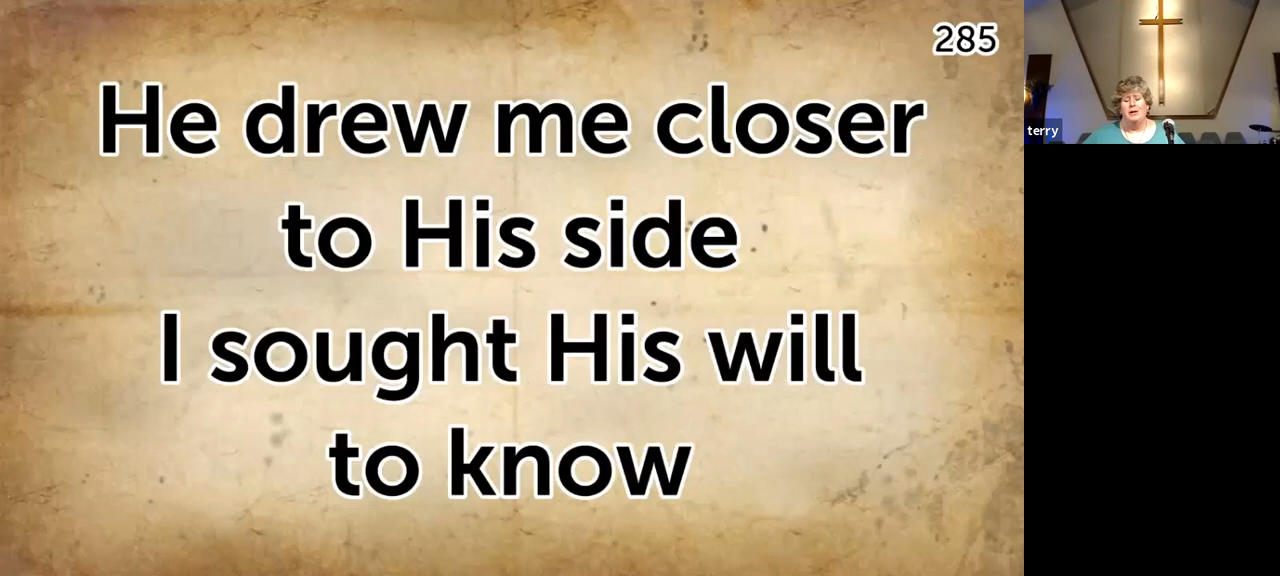 285
He drew me closer
to His side
I sought His will
to know
terry